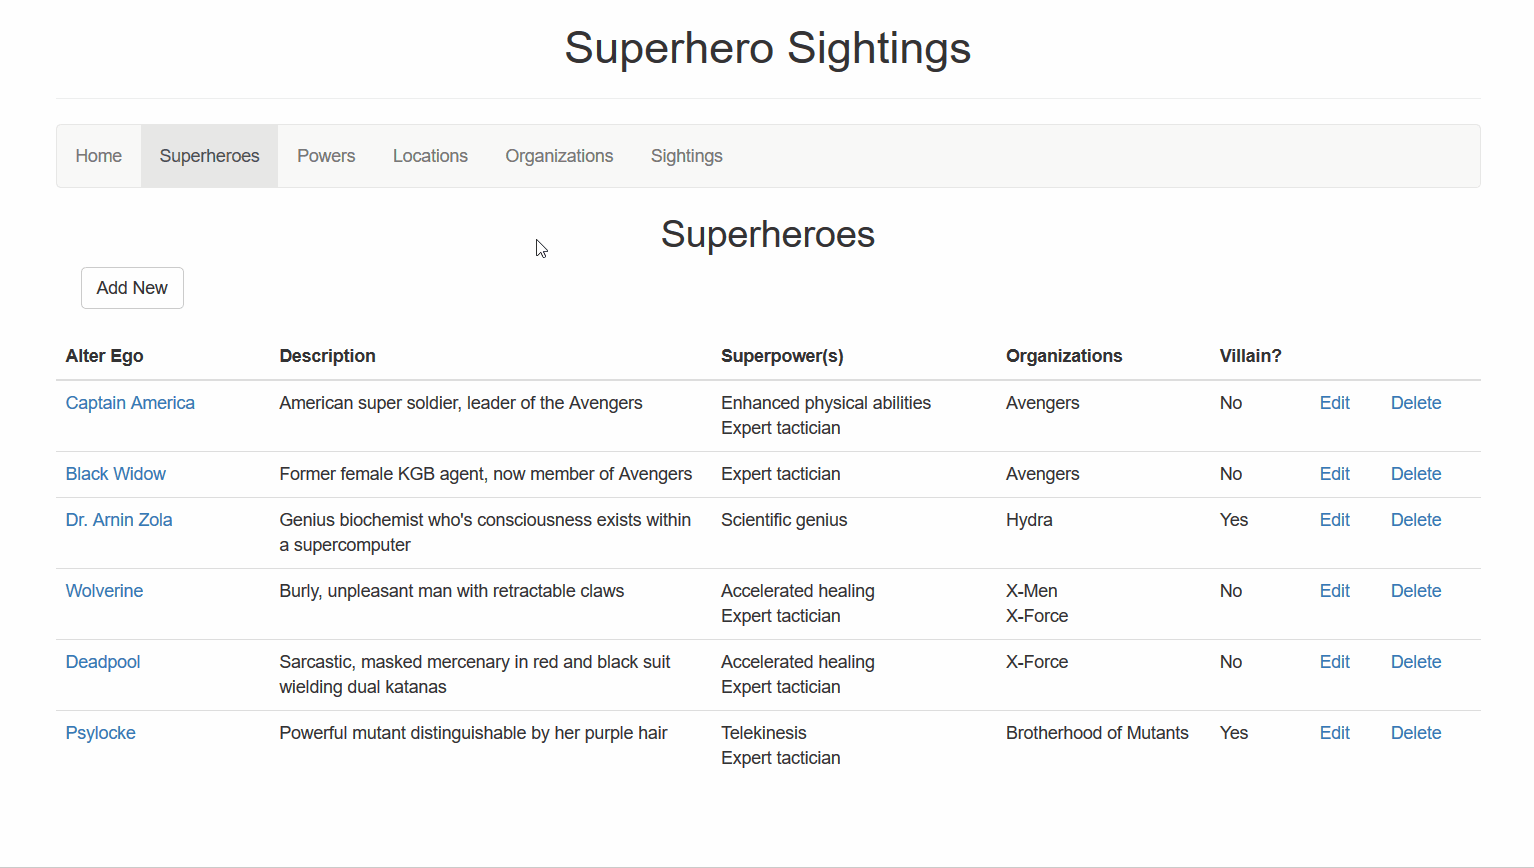 Superhero Sightings
Home Superheroes Powers Locations Organizations Sightings
Superheroes
Add New
Alter Ego Description Superpower(s) Organizations Villain?
Captain America American super soldier, leader of the Avengers Enhanced physical abilities Avengers No Edit Delete
Expert tactician
Black Widow Former female KGB agent, now member of Avengers Expert tactician Avengers No Edit Delete
Dr. Arnin Zola Genius biochemist who's consciousness exists within Scientific genius Hydra Yes Edit Delete
a supercomputer
Wolverine Burly, unpleasant man with retractable claws Accelerated healing X-Men No Edit Delete
Expert tactician X-Force
Deadpool Sarcastic, masked mercenary in red and black suit Accelerated healing X-Force No Edit Delete
wielding dual katanas Expert tactician
Psylocke Powerful mutant distinguishable by her purple hair Telekinesis Brotherhood of Mutants Yes Edit Delete
Expert tactician